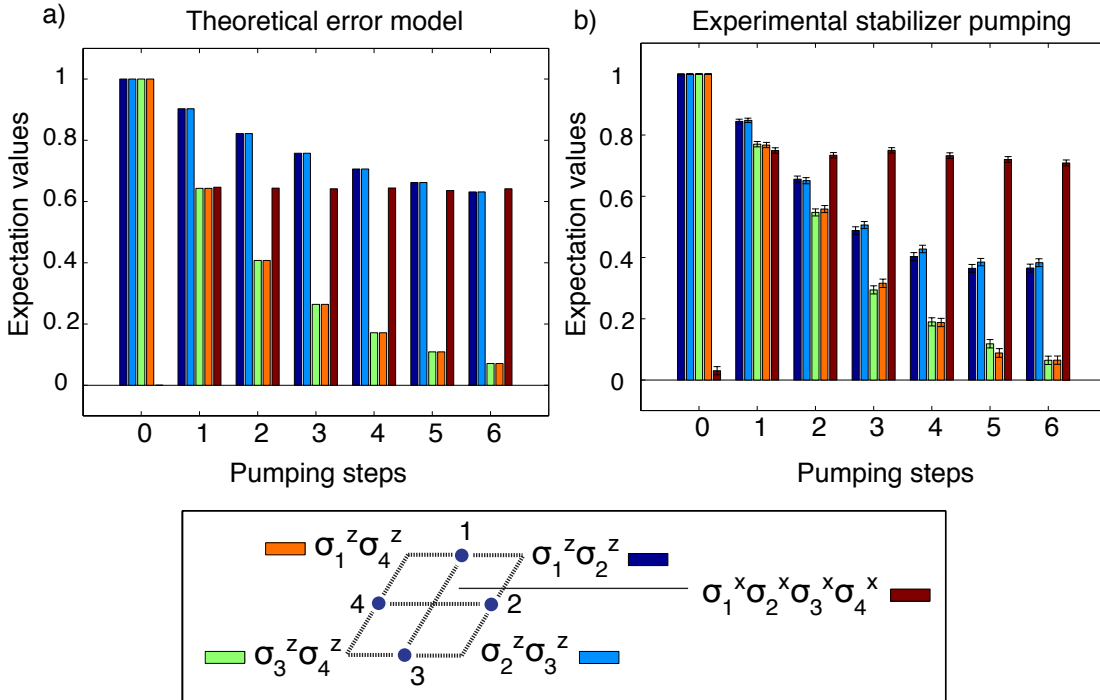 a)
Theoretical error model
Expectation values
1
0.8
0.6
0.4
0.2
0
0 1 2 3 4 5 6
Pumping steps
b)
Experimental stabilizer pumping
Expectation values
1
0.8
0.6
0.4
0.2
0
0 1 2 3 4 5 6
Pumping steps
1
σ₁ᶻσ₄ᶻ
σ₁ᶻσ₂ᶻ
σ₁ˣσ₂ˣσ₃ˣσ₄ˣ
4
2
σ₃ᶻσ₄ᶻ
3
σ₂ᶻσ₃ᶻ